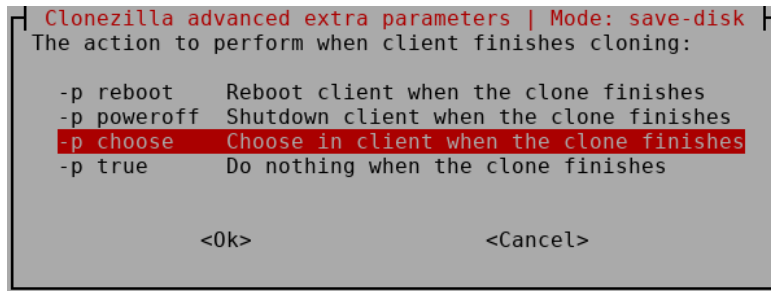 Clonezilla advanced extra parameters | Mode: save-disk
The action to perform when client finishes cloning:
-p reboot Reboot client when the clone finishes
-p poweroff Shutdown client when the clone finishes
-p choose Choose in client when the clone finishes
-p true Do nothing when the clone finishes
<Ok> <Cancel>